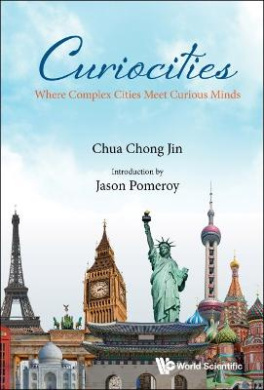 Curiocities
Where Complex Cities Meet Curious Minds
Chua Chong Jin
Introduction by
Jason Pomeroy
World Scientific